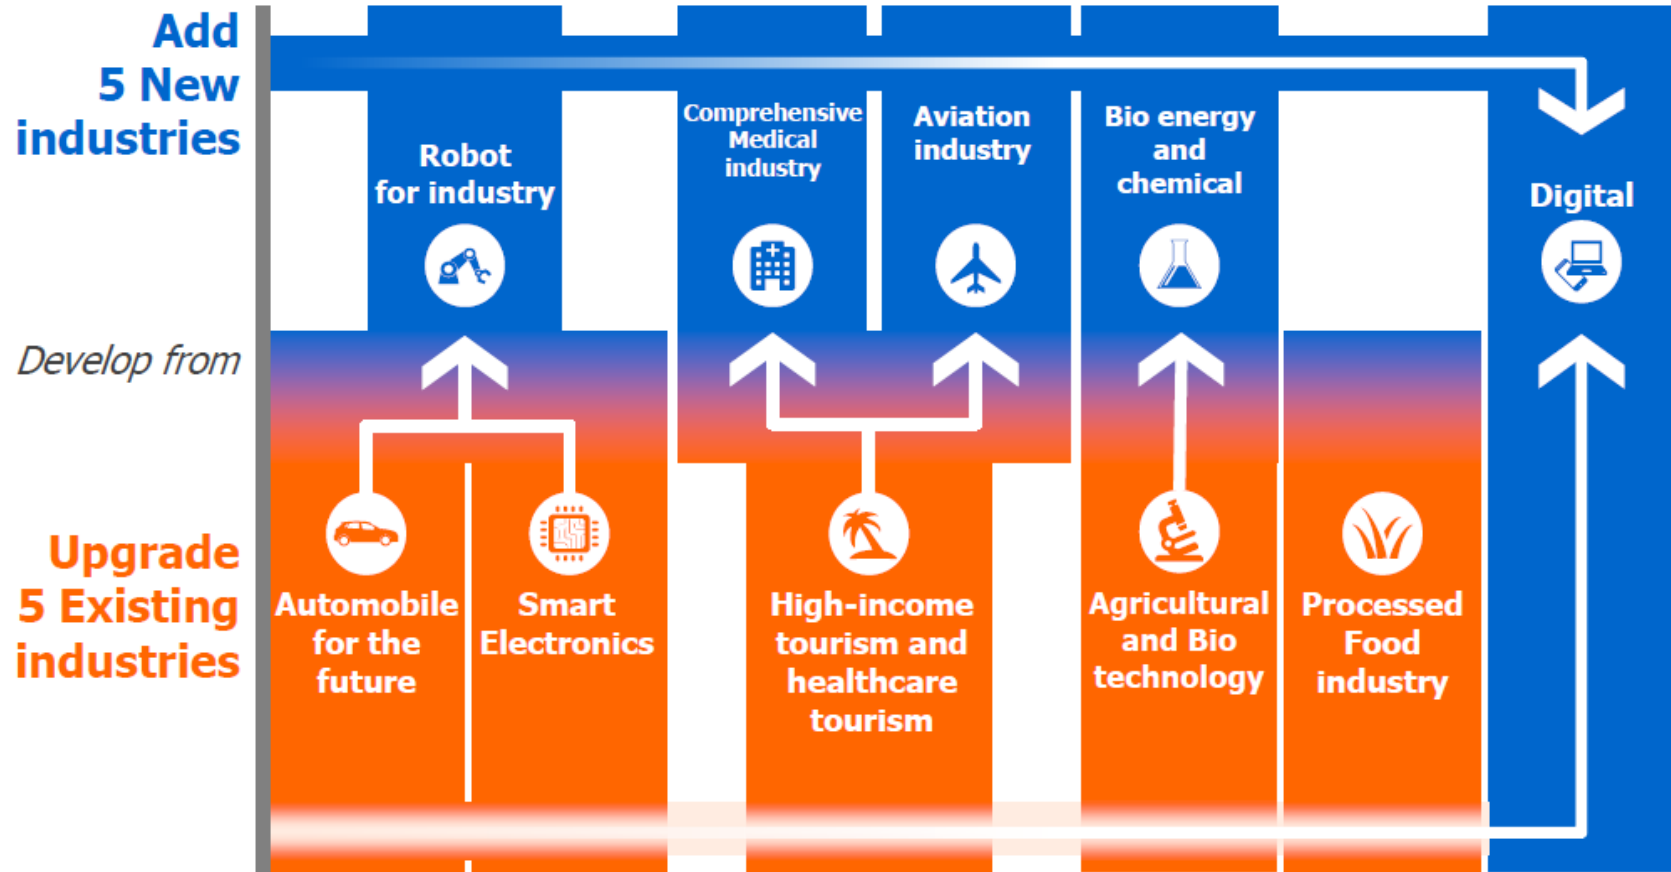 Add
5 New
industries
Robot
for industry
Comprehensive
Medical
industry
Aviation
industry
Bio energy
and
chemical
Digital
Develop from
Upgrade
5 Existing
industries
Automobile
for the
future
Smart
Electronics
High-income
tourism and
healthcare
tourism
Agricultural
and Bio
technology
Processed
Food
industry